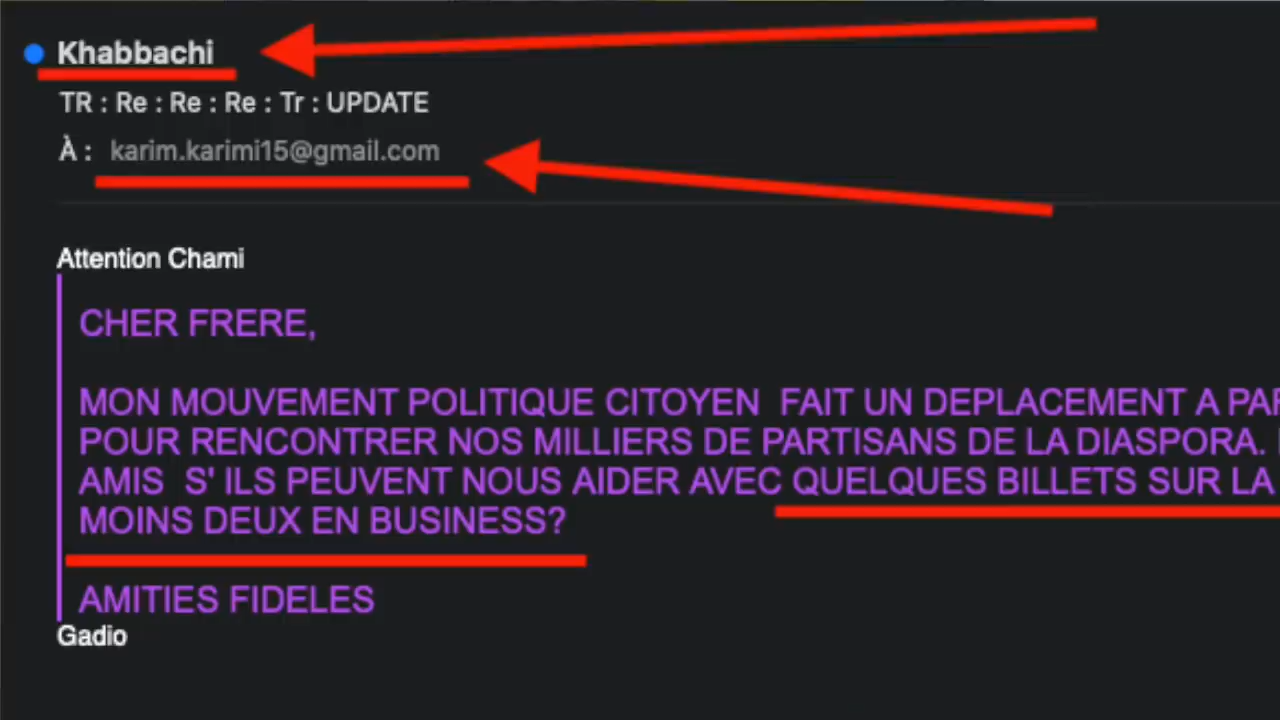 Khabbachi
TR : Re : Re : Re : Tr : UPDATE
À : karim.karimi15@gmail.com
Attention Chami
CHER FRERE,
MON MOUVEMENT POLITIQUE CITOYEN FAIT UN DEPLACEMENT A
POUR RENCONTRER NOS MILLIERS DE PARTISANS DE LA DIASPORA.
AMIS S' ILS PEUVENT NOUS AIDER AVEC QUELQUES BILLETS SUR LA
MOINS DEUX EN BUSINESS?
AMITIES FIDELES
Gadio